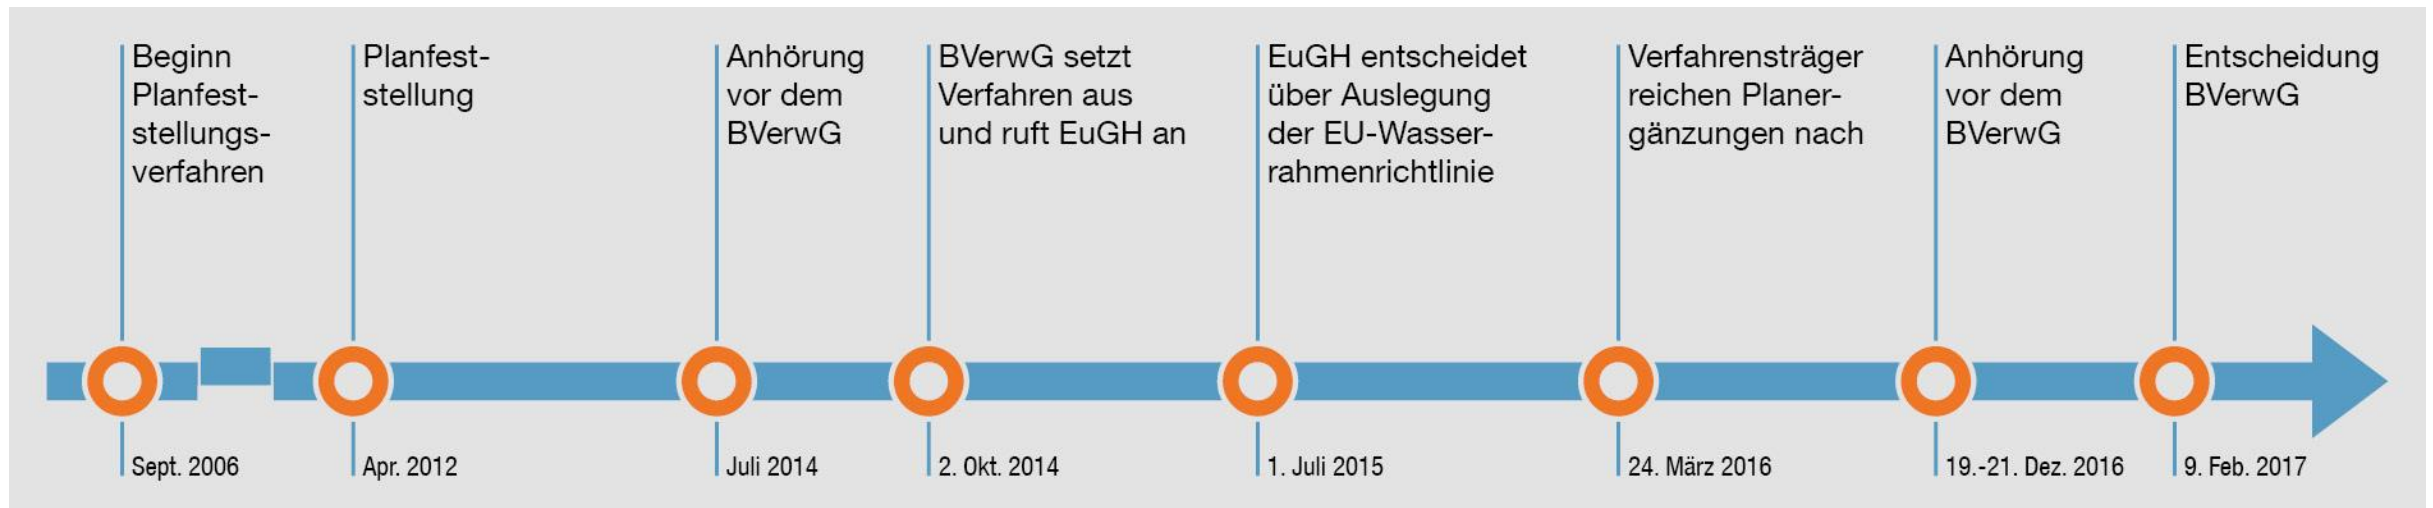 Beginn
Planfest-
stellungs-
verfahren
Planfest-
stellung
Anhörung
vor dem
BVerwG
BVerwG setzt
Verfahren aus
und ruft EuGH an
EuGH entscheidet
über Auslegung
der EU-Wasser-
rahmenrichtlinie
Verfahrensträger
reichen Planer-
gänzungen nach
Anhörung
vor dem
BVerwG
Entscheidung
BVerwG
Sept. 2006
Apr. 2012
Juli 2014
2. Okt. 2014
1. Juli 2015
24. März 2016
19.-21. Dez. 2016
9. Feb. 2017